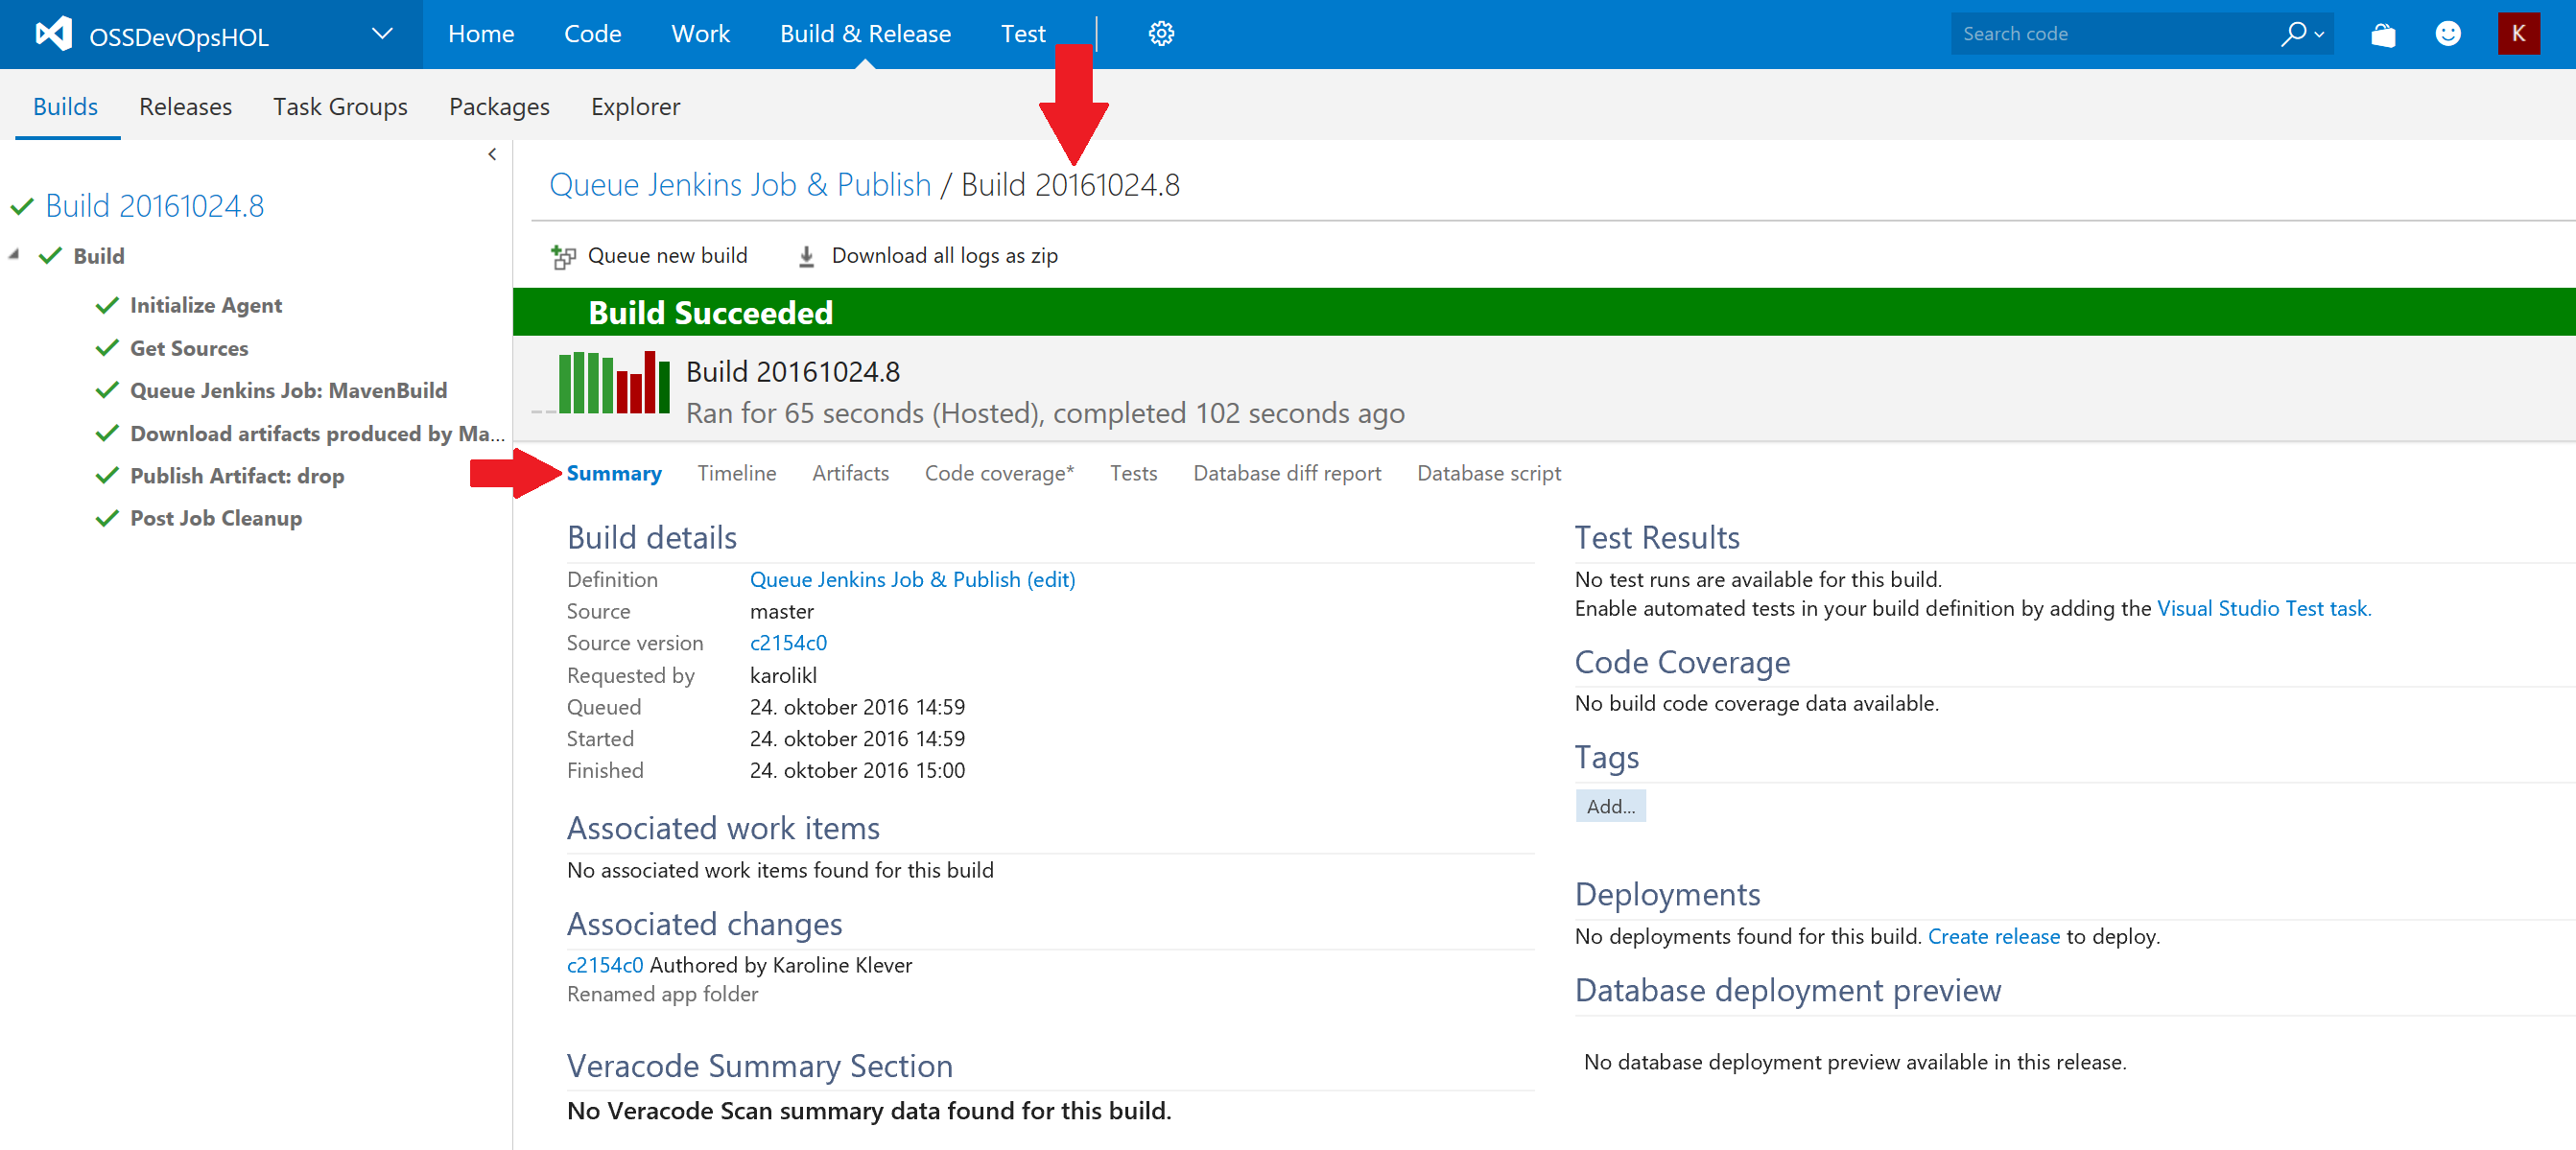 OSSDevOpsHOL
Home Code Work Build & Release Test
Search code
K
Builds Releases Task Groups Packages Explorer
Build 20161024.8
Build
Initialize Agent
Get Sources
Queue Jenkins Job: MavenBuild
Download artifacts produced by Ma...
Publish Artifact: drop
Post Job Cleanup
Queue Jenkins Job & Publish / Build 20161024.8
Queue new build Download all logs as zip
Build Succeeded
Build 20161024.8
Ran for 65 seconds (Hosted), completed 102 seconds ago
Summary Timeline Artifacts Code coverage* Tests Database diff report Database script
Build details
Definition Queue Jenkins Job & Publish (edit)
Source master
Source version c2154c0
Requested by karolikl
Queued 24. oktober 2016 14:59
Started 24. oktober 2016 14:59
Finished 24. oktober 2016 15:00
Associated work items
No associated work items found for this build
Associated changes
c2154c0 Authored by Karoline Klever
Renamed app folder
Veracode Summary Section
No Veracode Scan summary data found for this build.
Test Results
No test runs are available for this build.
Enable automated tests in your build definition by adding the Visual Studio Test task.
Code Coverage
No build code coverage data available.
Tags
Add...
Deployments
No deployments found for this build. Create release to deploy.
Database deployment preview
No database deployment preview available in this release.